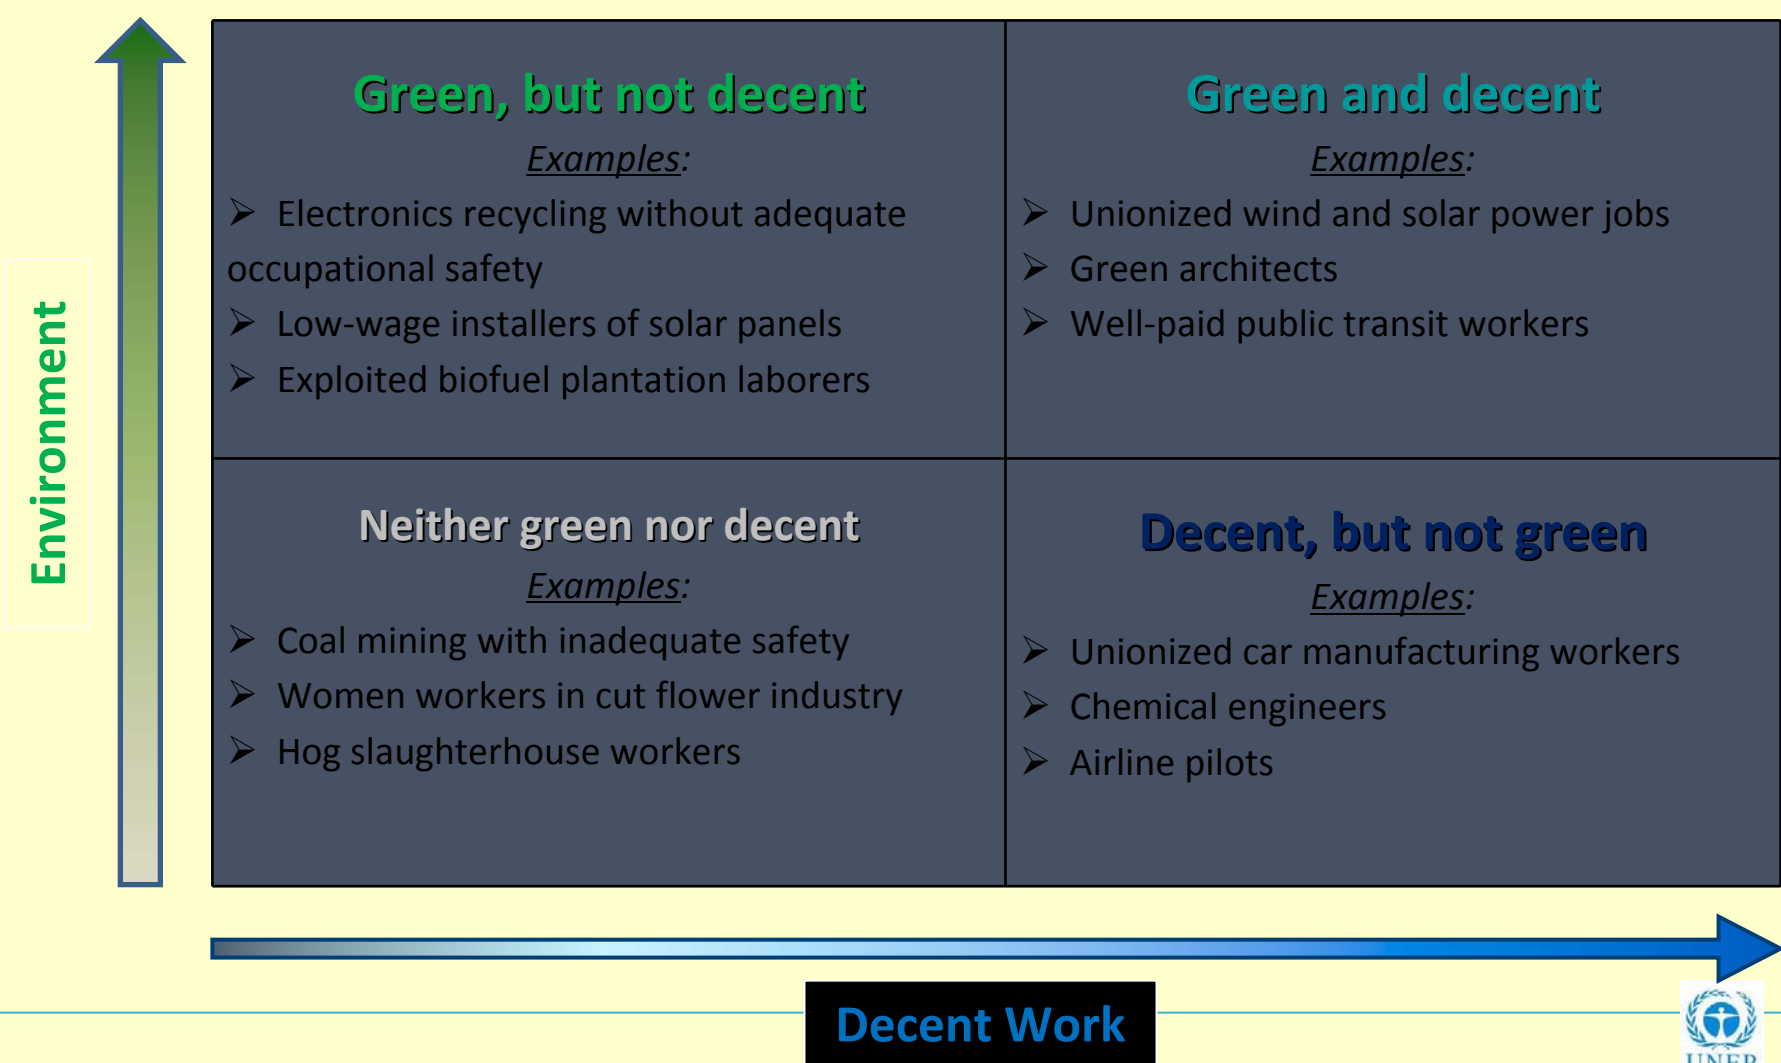 Environment
Green, but not decent
Examples:
➢ Electronics recycling without adequate
occupational safety
➢ Low-wage installers of solar panels
➢ Exploited biofuel plantation laborers
Green and decent
Examples:
➢ Unionized wind and solar power jobs
➢ Green architects
➢ Well-paid public transit workers
Neither green nor decent
Examples:
➢ Coal mining with inadequate safety
➢ Women workers in cut flower industry
➢ Hog slaughterhouse workers
Decent, but not green
Examples:
➢ Unionized car manufacturing workers
➢ Chemical engineers
➢ Airline pilots
Decent Work
UNEP